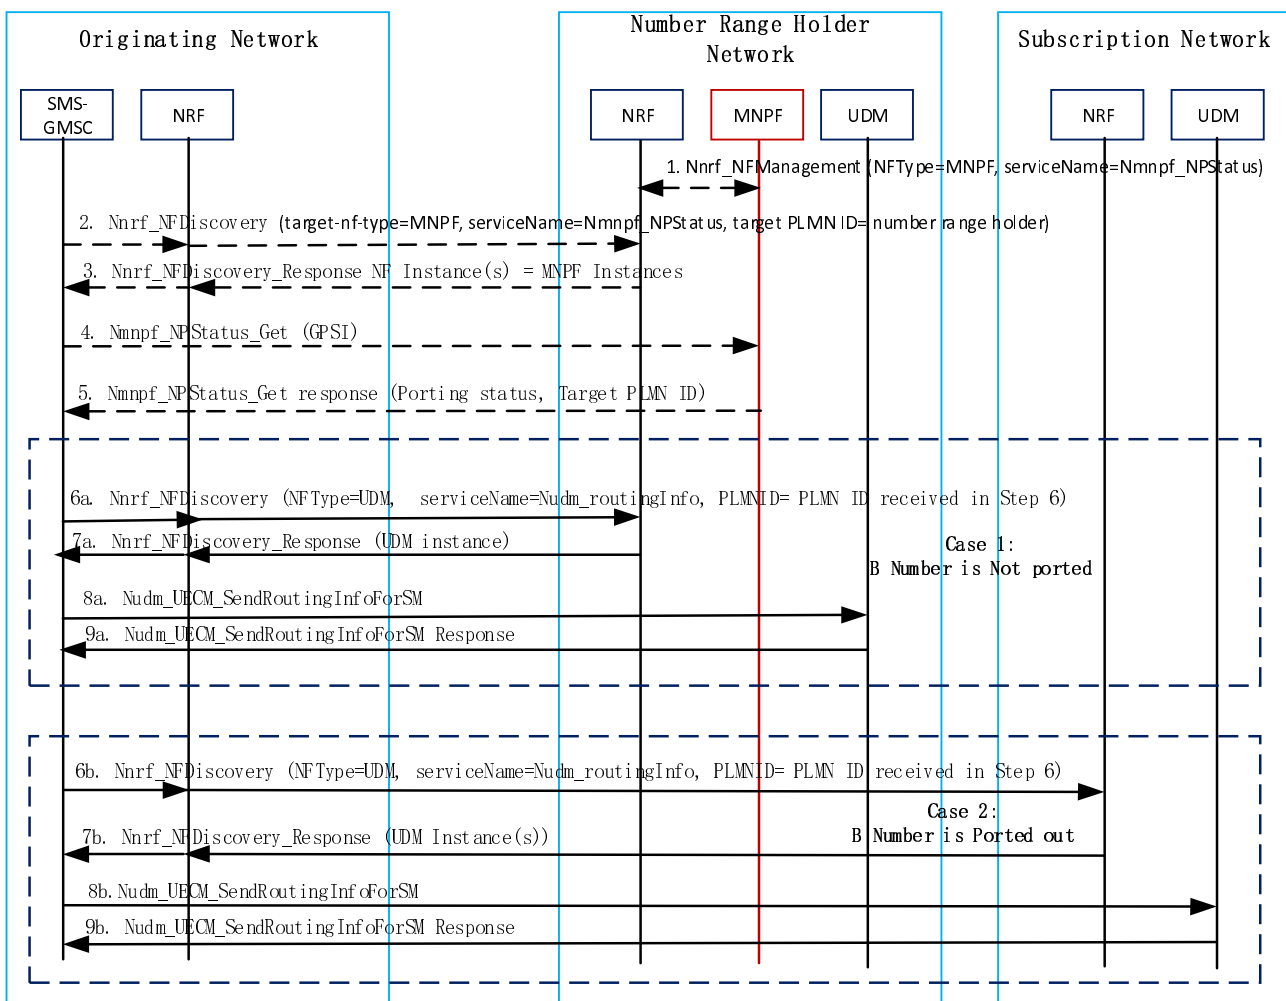 Originating Network
Number Range Holder
Network
Subscription Network
SMS-
GMSC
NRF
NRF
MNPF
UDM
NRF
UDM
1. Nnrf_NFManagement (NFType=MNPF, serviceName=Nmnpf_NPStatus)
2. Nnrf_NFDiscovery (target-nf-type=MNPF, serviceName=Nmnpf_NPStatus, target PLMN ID= number range holder)
3. Nnrf_NFDiscovery_Response NF Instance(s) = MNPF Instances
4. Nmnpf_NPStatus_Get (GPSI)
5. Nmnpf_NPStatus_Get response (Porting status, Target PLMN ID)
6a. Nnrf_NFDiscovery (NFType=UDM, serviceName=Nudm_routingInfo, PLMNID= PLMN ID received in Step 6)
7a. Nnrf_NFDiscovery_Response (UDM instance)
Case 1:
B Number is Not ported
8a. Nudm_UECM_SendRoutingInfoForSM
9a. Nudm_UECM_SendRoutingInfoForSM Response
6b. Nnrf_NFDiscovery (NFType=UDM, serviceName=Nudm_routingInfo, PLMNID= PLMN ID received in Step 6)
Case 2:
B Number is Ported out
7b. Nnrf_NFDiscovery_Response (UDM Instance(s))
8b. Nudm_UECM_SendRoutingInfoForSM
9b. Nudm_UECM_SendRoutingInfoForSM Response